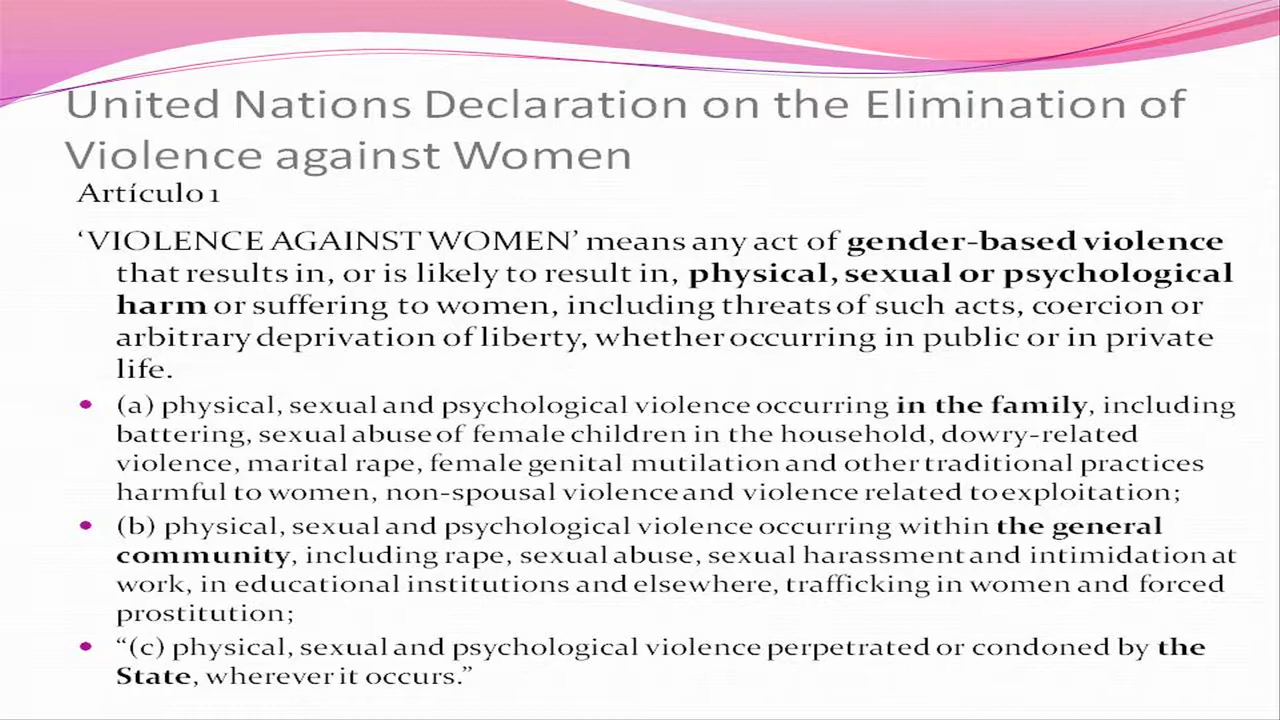 United Nations Declaration on the Elimination of
Violence against Women
Artículo 1
‘VIOLENCE AGAINST WOMEN’ means any act of gender-based violence
that results in, or is likely to result in, physical, sexual or psychological
harm or suffering to women, including threats of such acts, coercion or
arbitrary deprivation of liberty, whether occurring in public or in private
life.
• (a) physical, sexual and psychological violence occurring in the family, including
battering, sexual abuse of female children in the household, dowry-related
violence, marital rape, female genital mutilation and other traditional practices
harmful to women, non-spousal violence and violence related to exploitation;
• (b) physical, sexual and psychological violence occurring within the general
community, including rape, sexual abuse, sexual harassment and intimidation at
work, in educational institutions and elsewhere, trafficking in women and forced
prostitution;
• “(c) physical, sexual and psychological violence perpetrated or condoned by the
State, wherever it occurs.”